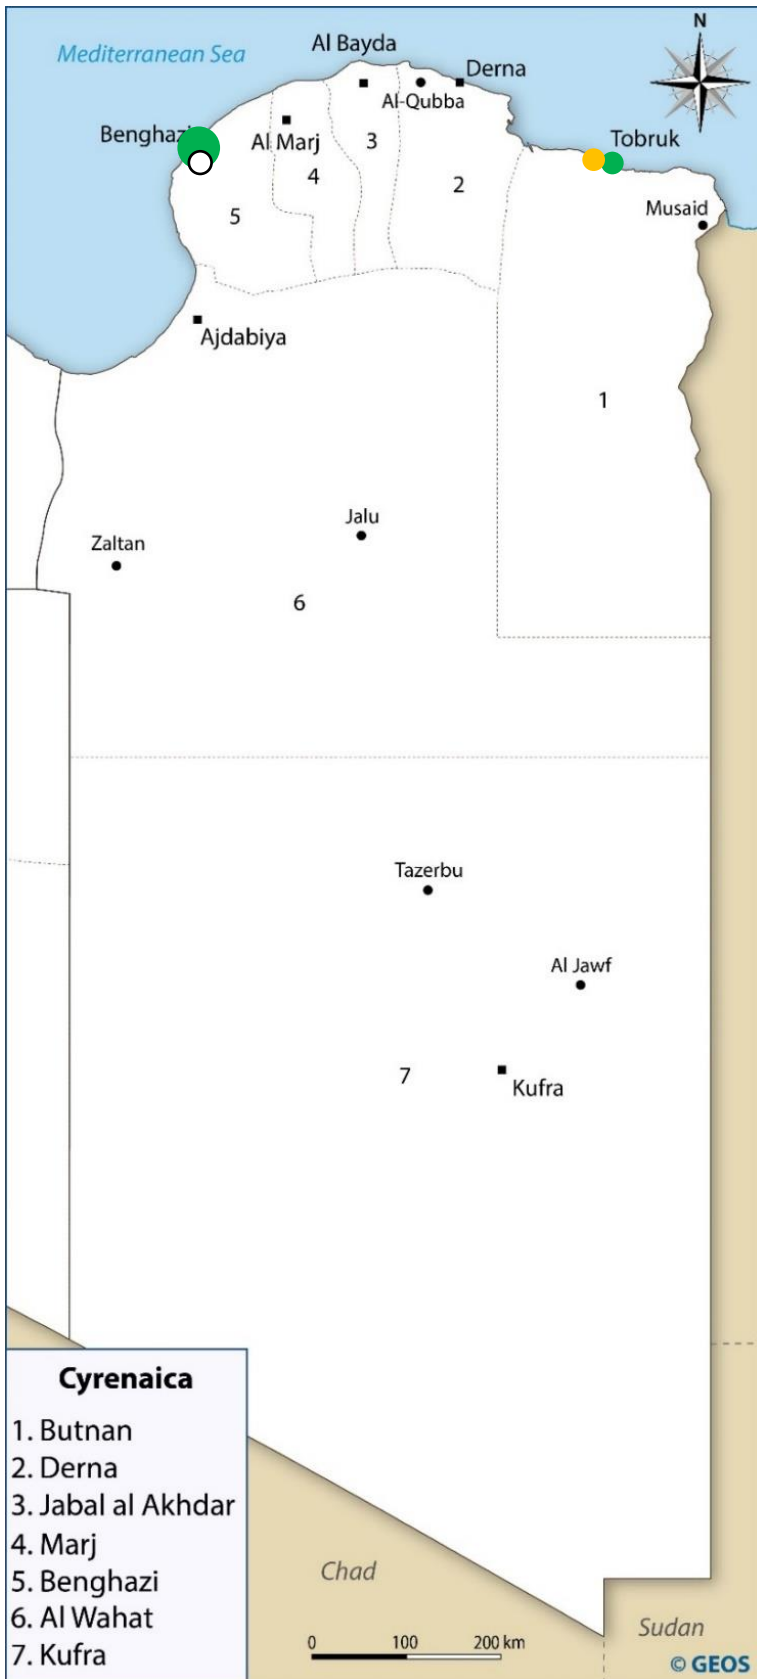 N
Mediterranean Sea
Al Bayda
Derna
Al-Qubba
Benghazi
Al Marj
Tobruk
3
4
2
5
Musaid
Ajdabiya
1
Jalu
Zaltan
6
Tazerbu
Al Jawf
7
Kufra
Cyrenaica
1. Butnan
2. Derna
3. Jabal al Akhdar
4. Marj
5. Benghazi
6. Al Wahat
7. Kufra
Chad
Sudan
0 100 200 km
© GEOS